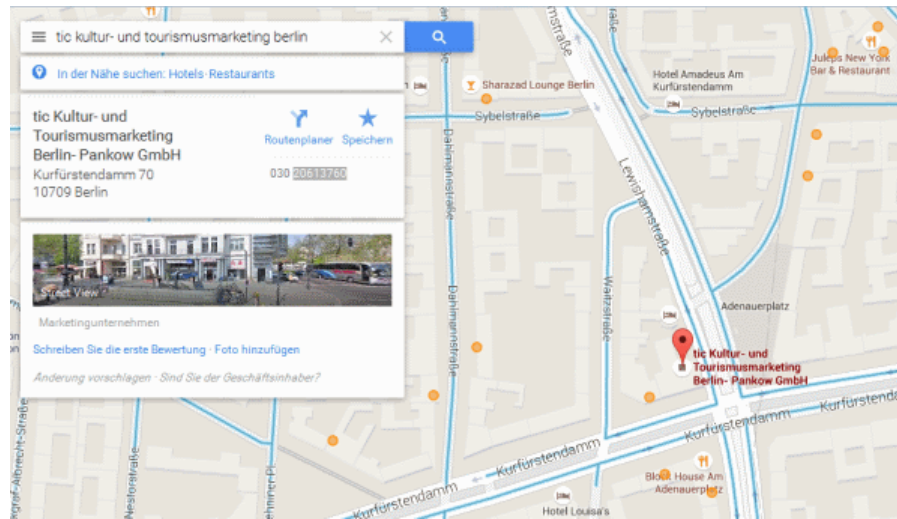 tic kultur- und tourismusmarketing berlin
In der Nähe suchen: Hotels · Restaurants
tic Kultur- und
Tourismusmarketing
Berlin- Pankow GmbH
Kurfürstendamm 70
10709 Berlin
Routenplaner
Speichern
030 20613760
Street View
Marketingunternehmen
Schreiben Sie die erste Bewertung · Foto hinzufügen
Änderung vorschlagen · Sind Sie der Geschäftsinhaber?
Sharazad Lounge Berlin
Sybelstraße
Hotel Amadeus Am
Kurfürstendamm
Sybelstraße
Juleps New York
Bar & Restaurant
Dahlmannstraße
Dahlmannstraße
Lewishamstraße
Waitzstraße
Adenauerplatz
tic Kultur- und
Tourismusmarketing
Berlin- Pankow GmbH
Kurfürstendamm
Kurfürstendamm
Kurfürstendamm
Kurfürstenda
Block House Am
Adenauerplatz
Hotel Louisa's
Nestorstraße